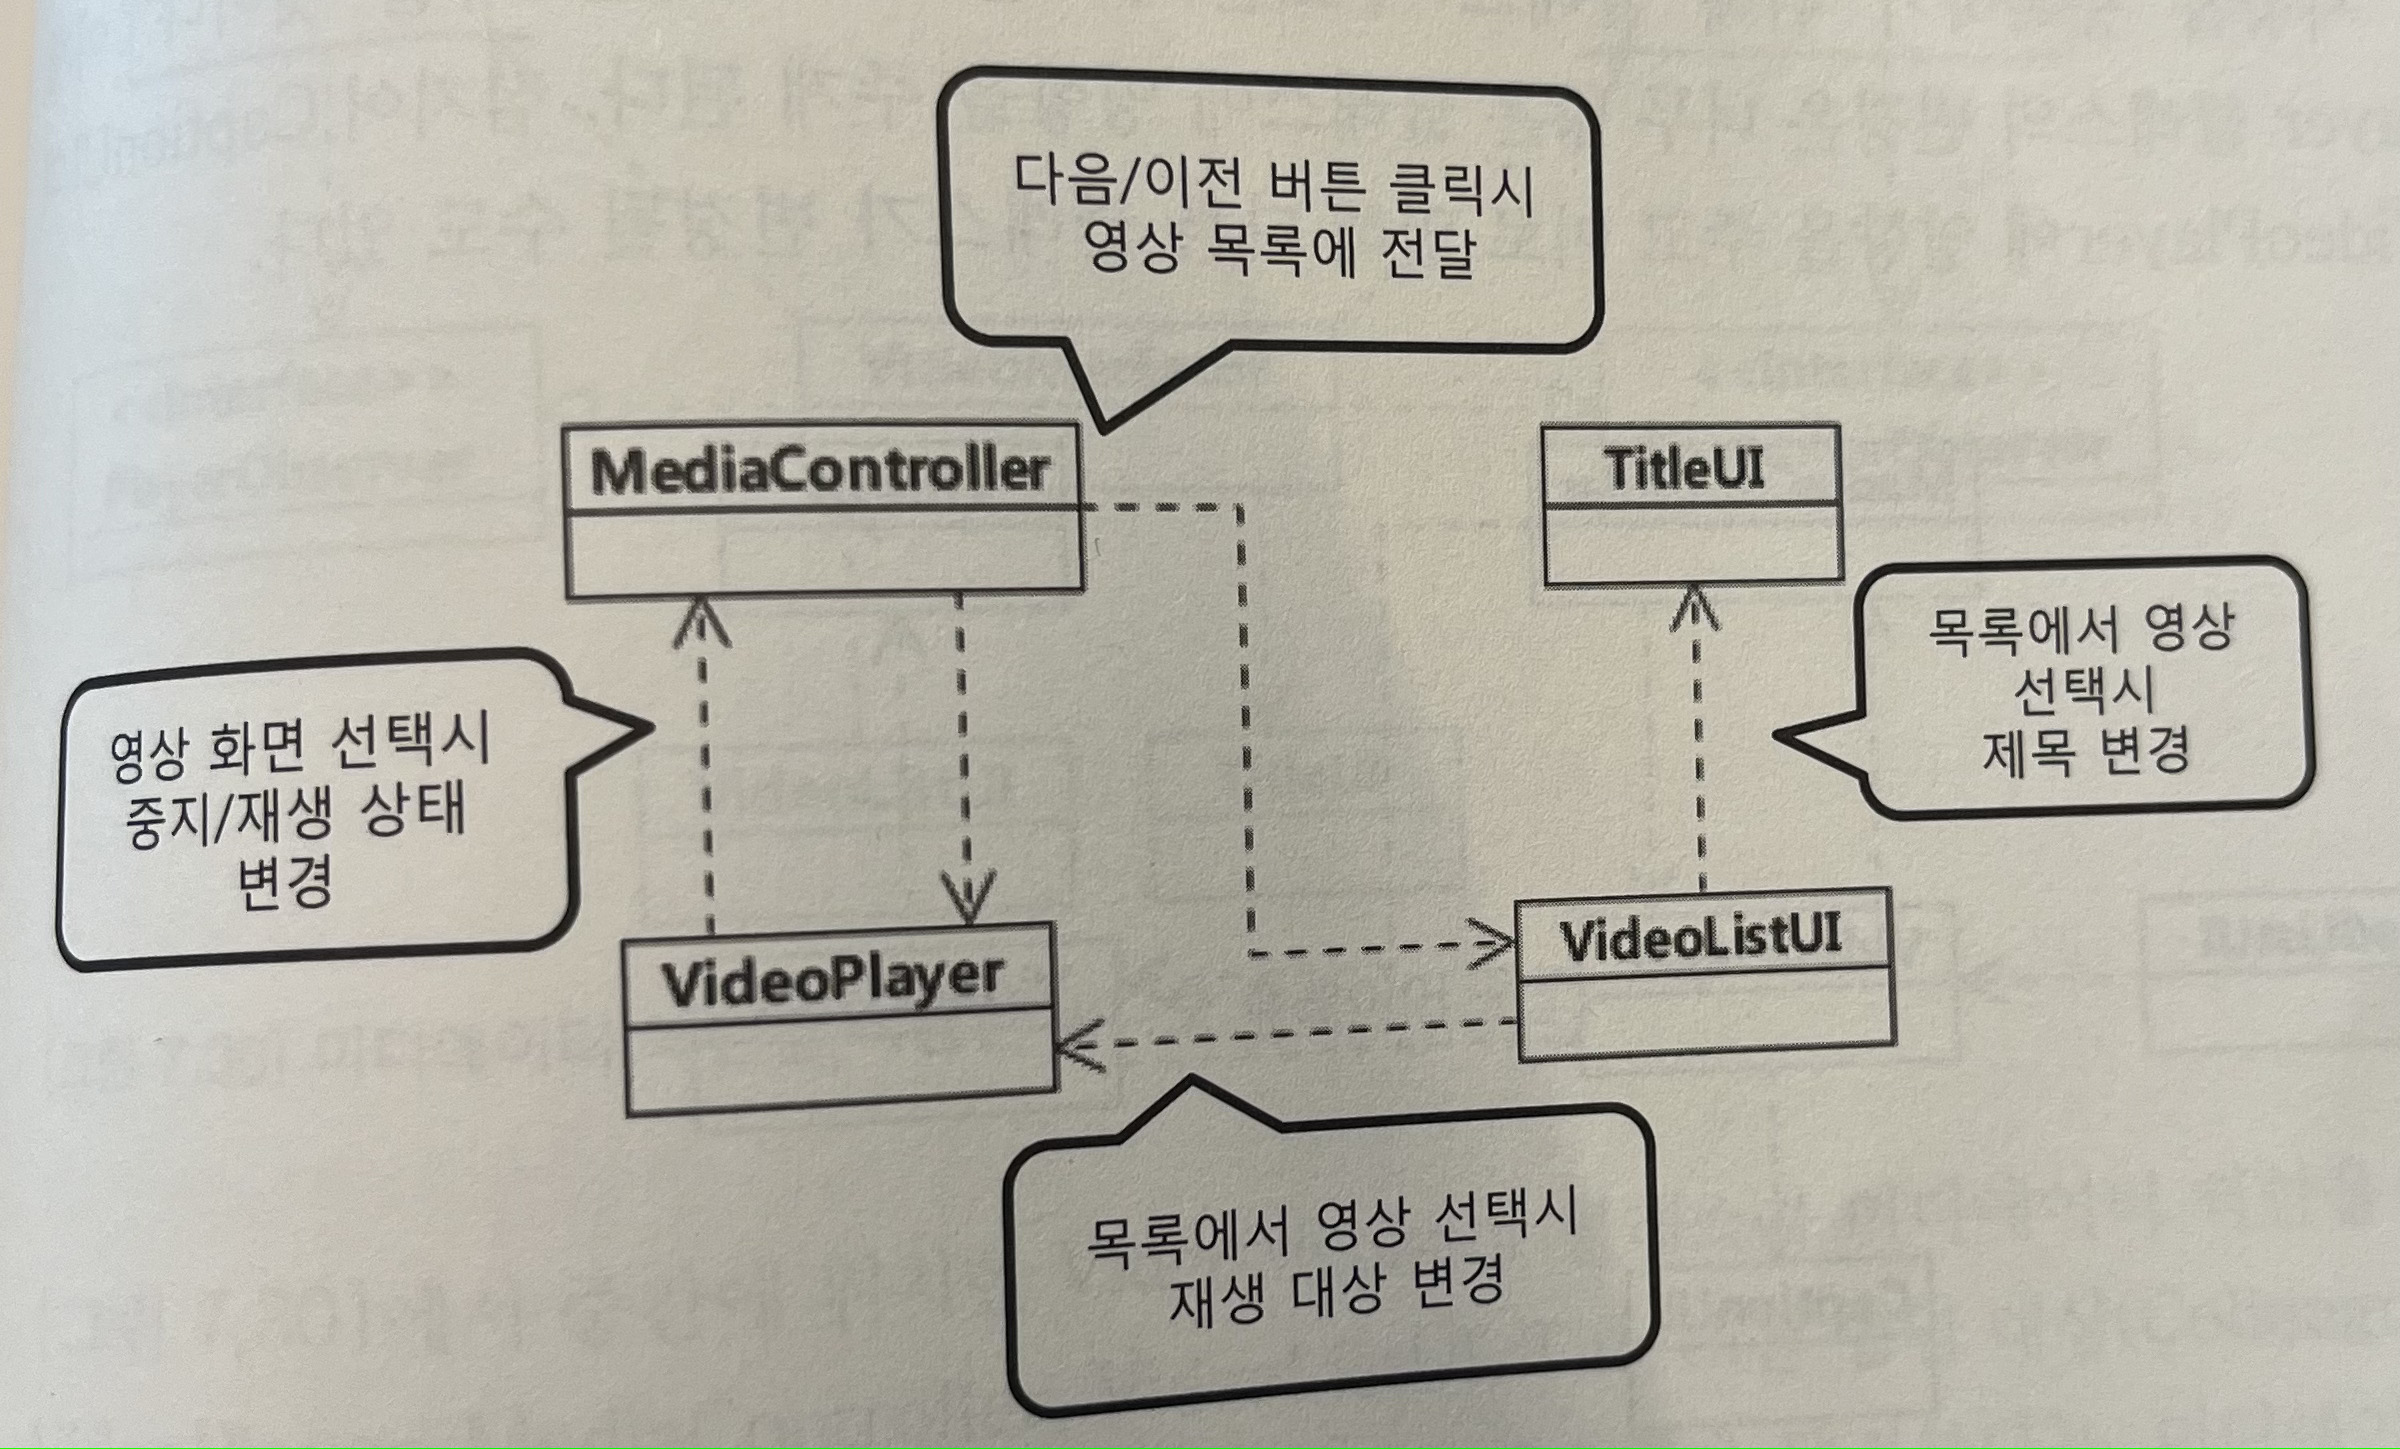 다음/이전 버튼 클릭시
영상 목록에 전달
MediaController
TitleUI
목록에서 영상
선택시
제목 변경
영상 화면 선택시
중지/재생 상태
변경
VideoPlayer
VideoListUI
목록에서 영상 선택시
재생 대상 변경